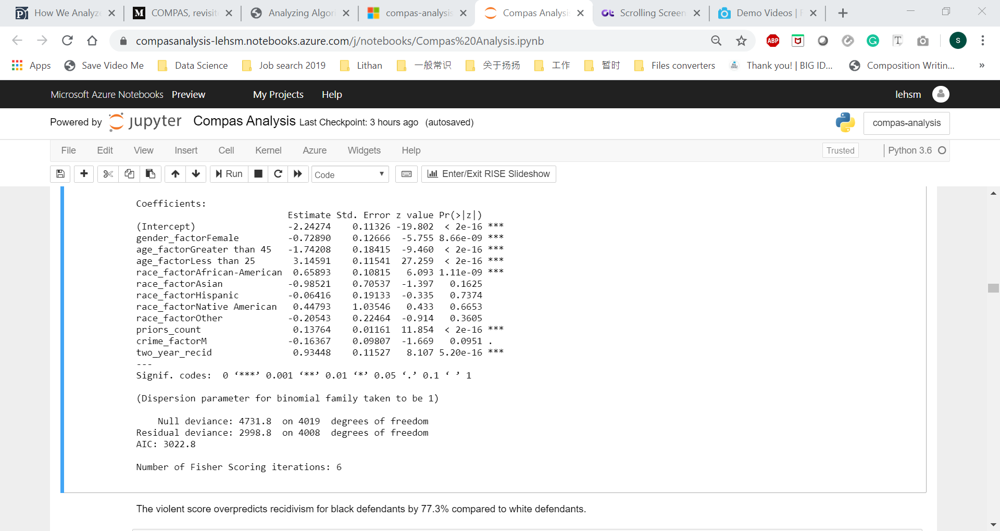 How We Analyze
COMPAS, revisit
Analyzing Algor
compas-analysis
Compas Analysi
Scrolling Screen
Demo Videos | F
compasanalysis-lehsm.notebooks.azure.com/j/notebooks/Compas%20Analysis.ipynb
ABP
S
Apps
Save Video Me
Data Science
Job search 2019
Lithan
一般常识
关于扬扬
工作
暂时
Files converters
Thank you! | BIG ID...
Composition Writin...
»
Microsoft Azure Notebooks Preview My Projects Help lehsm
Powered by jupyter Compas Analysis Last Checkpoint: 3 hours ago (autosaved) compas-analysis
File Edit View Insert Cell Kernel Azure Widgets Help Trusted Python 3.6
Run Code Enter/Exit RISE Slideshow
Coefficients:
Estimate Std. Error z value Pr(>|z|)
(Intercept) -2.24274 0.11326 -19.802 < 2e-16 ***
gender_factorFemale -0.72890 0.12666 -5.755 8.66e-09 ***
age_factorGreater than 45 -1.74208 0.18415 -9.460 < 2e-16 ***
age_factorLess than 25 3.14591 0.11541 27.259 < 2e-16 ***
race_factorAfrican-American 0.65893 0.10815 6.093 1.11e-09 ***
race_factorAsian -0.98521 0.70537 -1.397 0.1625
race_factorHispanic -0.06416 0.19133 -0.335 0.7374
race_factorNative American 0.44793 1.03546 0.433 0.6653
race_factorOther -0.20543 0.22464 -0.914 0.3605
priors_count 0.13764 0.01161 11.854 < 2e-16 ***
crime_factorM -0.16367 0.09807 -1.669 0.0951 .
two_year_recid 0.93448 0.11527 8.107 5.20e-16 ***
---
Signif. codes: 0 ‘***’ 0.001 ‘**’ 0.01 ‘*’ 0.05 ‘.’ 0.1 ‘ ’ 1
(Dispersion parameter for binomial family taken to be 1)
Null deviance: 4731.8 on 4019 degrees of freedom
Residual deviance: 2998.8 on 4008 degrees of freedom
AIC: 3022.8
Number of Fisher Scoring iterations: 6
The violent score overpredicts recidivism for black defendants by 77.3% compared to white defendants.